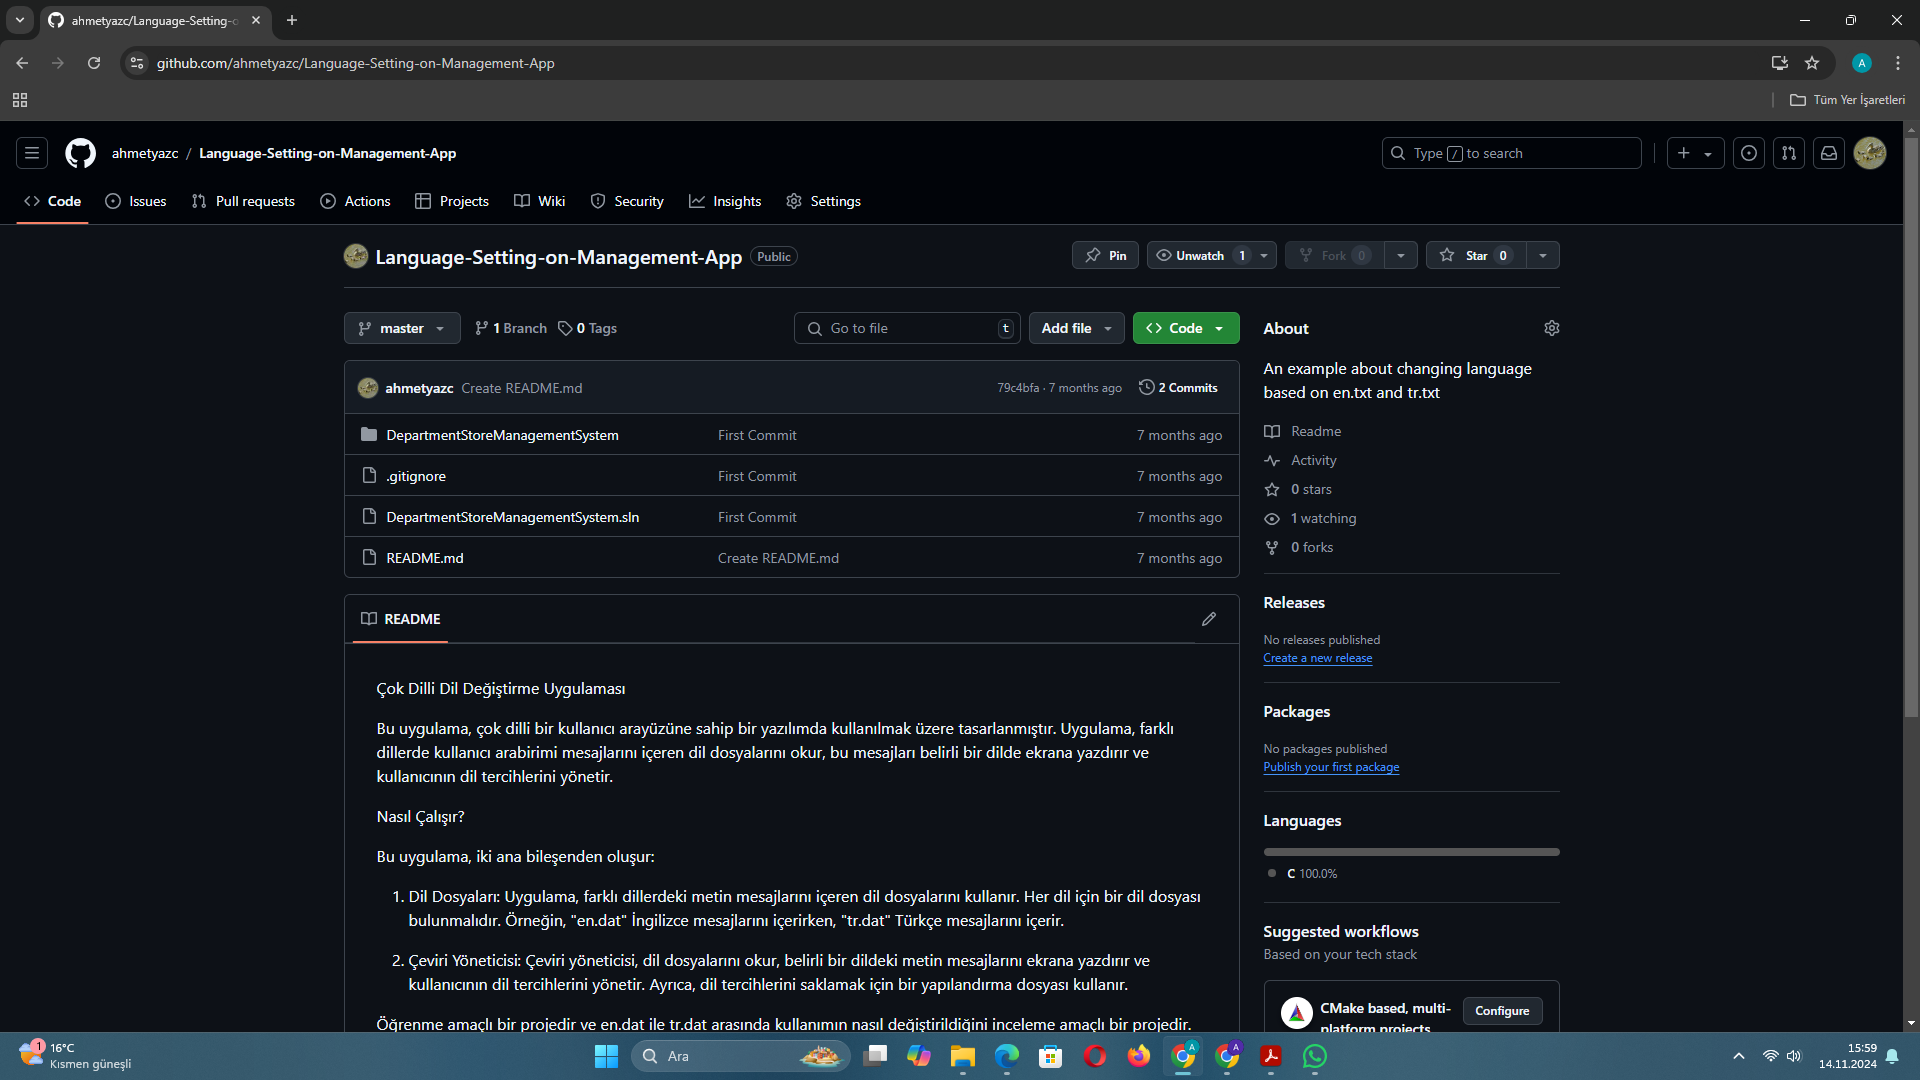 ahmetyazc/Language-Setting-o
github.com/ahmetyazc/Language-Setting-on-Management-App
A
Tüm Yer İşaretleri
ahmetyazc / Language-Setting-on-Management-App
Type / to search
Code
Issues
Pull requests
Actions
Projects
Wiki
Security
Insights
Settings
Language-Setting-on-Management-App Public
Pin
Unwatch 1
Fork 0
Star 0
master
1 Branch
0 Tags
Go to file t
Add file
Code
About
An example about changing language
based on en.txt and tr.txt
ahmetyazc Create README.md 79c4bfa · 7 months ago 2 Commits
DepartmentStoreManagementSystem First Commit 7 months ago
.gitignore First Commit 7 months ago
DepartmentStoreManagementSystem.sln First Commit 7 months ago
README.md Create README.md 7 months ago
Readme
Activity
0 stars
1 watching
0 forks
Releases
No releases published
Create a new release
Packages
No packages published
Publish your first package
Languages
C 100.0%
Suggested workflows
Based on your tech stack
CMake based, multi-
platform projects
Configure
README
Çok Dilli Dil Değiştirme Uygulaması
Bu uygulama, çok dilli bir kullanıcı arayüzüne sahip bir yazılımda kullanılmak üzere tasarlanmıştır. Uygulama, farklı
dillerde kullanıcı arabirimi mesajlarını içeren dil dosyalarını okur, bu mesajları belirli bir dilde ekrana yazdırır ve
kullanıcının dil tercihlerini yönetir.
Nasıl Çalışır?
Bu uygulama, iki ana bileşenden oluşur:
1. Dil Dosyaları: Uygulama, farklı dillerdeki metin mesajlarını içeren dil dosyalarını kullanır. Her dil için bir dil dosyası
bulunmalıdır. Örneğin, "en.dat" İngilizce mesajlarını içerirken, "tr.dat" Türkçe mesajlarını içerir.
2. Çeviri Yöneticisi: Çeviri yöneticisi, dil dosyalarını okur, belirli bir dildeki metin mesajlarını ekrana yazdırır ve
kullanıcının dil tercihlerini yönetir. Ayrıca, dil tercihlerini saklamak için bir yapılandırma dosyası kullanır.
Öğrenme amaçlı bir projedir ve en.dat ile tr.dat arasında kullanımın nasıl değiştirildiğini inceleme amaçlı bir projedir.
1
16°C
Kısmen güneşli
Ara
A
A
15:59
14.11.2024